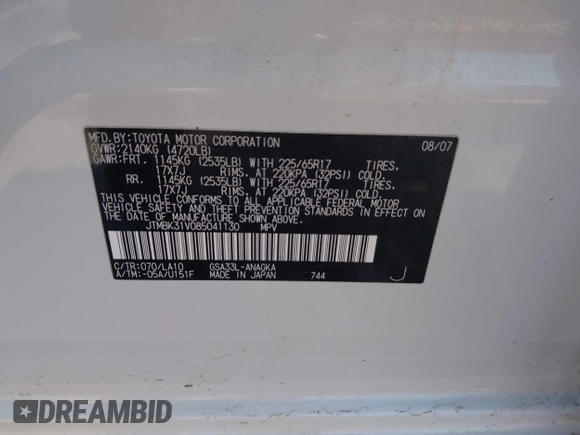 MFD.BY:TOYOTA MOTOR CORPORATION 08/07
GVWR:2140KG (4720LB)
GAWR:FRT. 1145KG (2535LB) WITH 225/65R17 TIRES.
17X7J RIMS. AT 220KPA (32PSI) COLD.
RR. 1145KG (2535LB) WITH 225/65R17 TIRES.
17X7J RIMS. AT 220KPA (32PSI) COLD.
THIS VEHICLE CONFORMS TO ALL APPLICABLE FEDERAL MOTOR
VEHICLE SAFETY STANDARDS IN EFFECT ON THE DATE OF
MANUFACTURE SHOWN ABOVE.
JTMBK31V085041130 MPV
C/TR:070/LA10 GSA33L-ANAGKA J
A/TM:-05A/U151F MADE IN JAPAN 744
DREAMBID